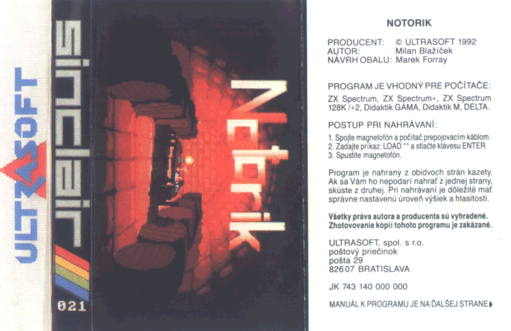 ULTRASOFT
sinclair
021
Notorik
NOTORIK
PRODUCENT: © ULTRASOFT 1992
AUTOR: Milan Blažíček
NÁVRH OBALU: Marek Forray
PROGRAM JE VHODNÝ PRE POČÍTAČE:
ZX Spectrum, ZX Spectrum+, ZX Spectrum
128K /+2, Didaktik GAMA, Didaktik M, DELTA.
POSTUP PRI NAHRÁVANÍ:
1. Spojte magnetofón a počítač prepojovacím káblom.
2. Zadajte príkaz: LOAD "" a stlačte klávesu ENTER
3. Spustite magnetofón.
Program je nahraný z obidvoch strán kazety.
Ak sa Vám ho nepodarí nahrať z jednej strany,
skúste z druhej. Pri nahrávaní je dôležité mať
správne nastavenú úroveň výšiek a hlasitosti.
Všetky práva autora a producenta sú vyhradené.
Zhotovovanie kópií tohoto programu je zakázané.
ULTRASOFT, spol. s r.o.
poštový priečinok
pošta 29
826 07 BRATISLAVA
JK 743 140 000 000
MANUÁL K PROGRAMU JE NA ĎALŠEJ STRANE